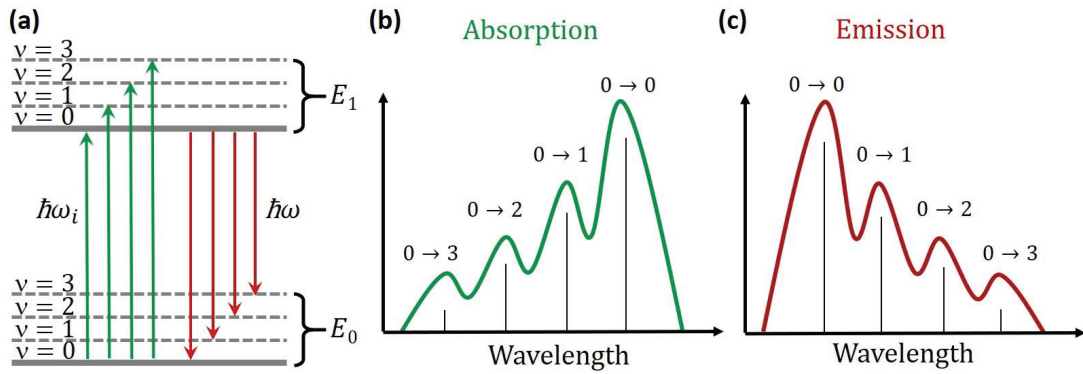 (a)
ν = 3
ν = 2
ν = 1
ν = 0
E₁
ħωᵢ
ħω
ν = 3
ν = 2
ν = 1
ν = 0
E₀
(b)
Absorption
0 → 0
0 → 1
0 → 2
0 → 3
Wavelength
(c)
Emission
0 → 0
0 → 1
0 → 2
0 → 3
Wavelength